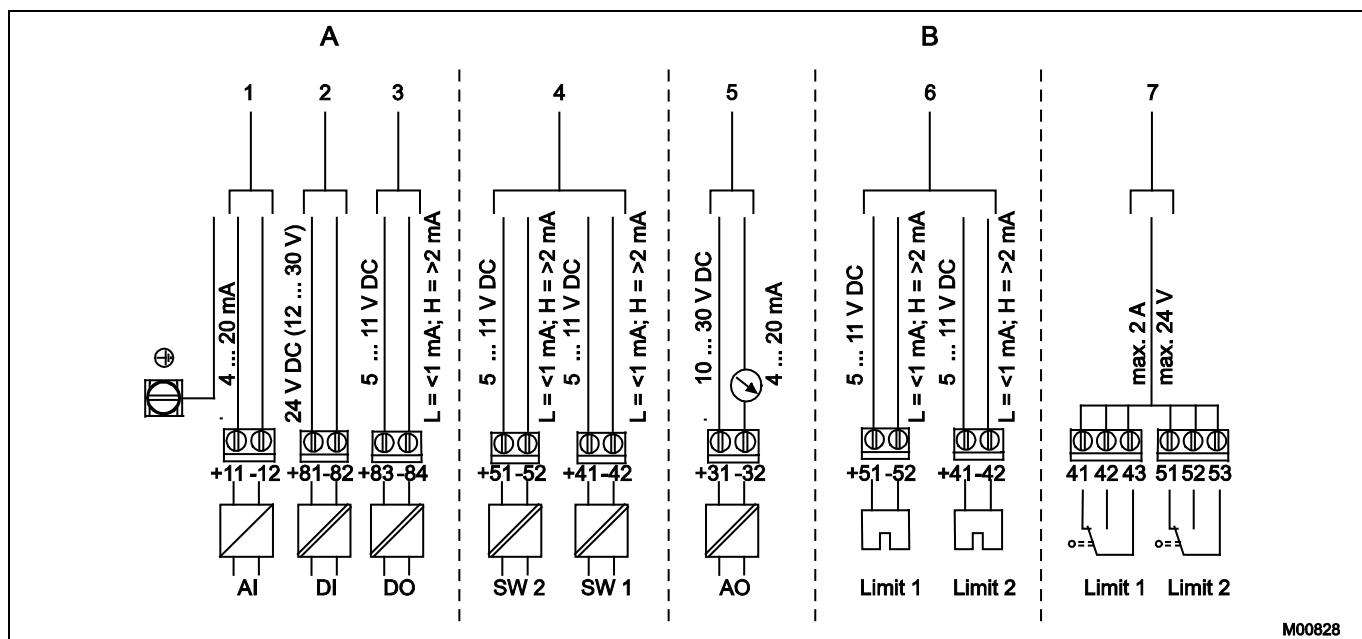 A
B
1
2
3
4
5
6
7
4 ... 20 mA
24 V DC (12 ... 30 V)
5 ... 11 V DC
L = <1 mA; H = >2 mA
5 ... 11 V DC
L = <1 mA; H = >2 mA
5 ... 11 V DC
L = <1 mA; H = >2 mA
10 ... 30 V DC
4 ... 20 mA
5 ... 11 V DC
L = <1 mA; H = >2 mA
5 ... 11 V DC
L = <1 mA; H = >2 mA
max. 2 A
max. 24 V
+11 -12
+81-82
+83-84
+51-52
+41-42
+31-32
+51-52
+41-42
41 42 43
51 52 53
AI
DI
DO
SW 2
SW 1
AO
Limit 1
Limit 2
Limit 1
Limit 2
M00828